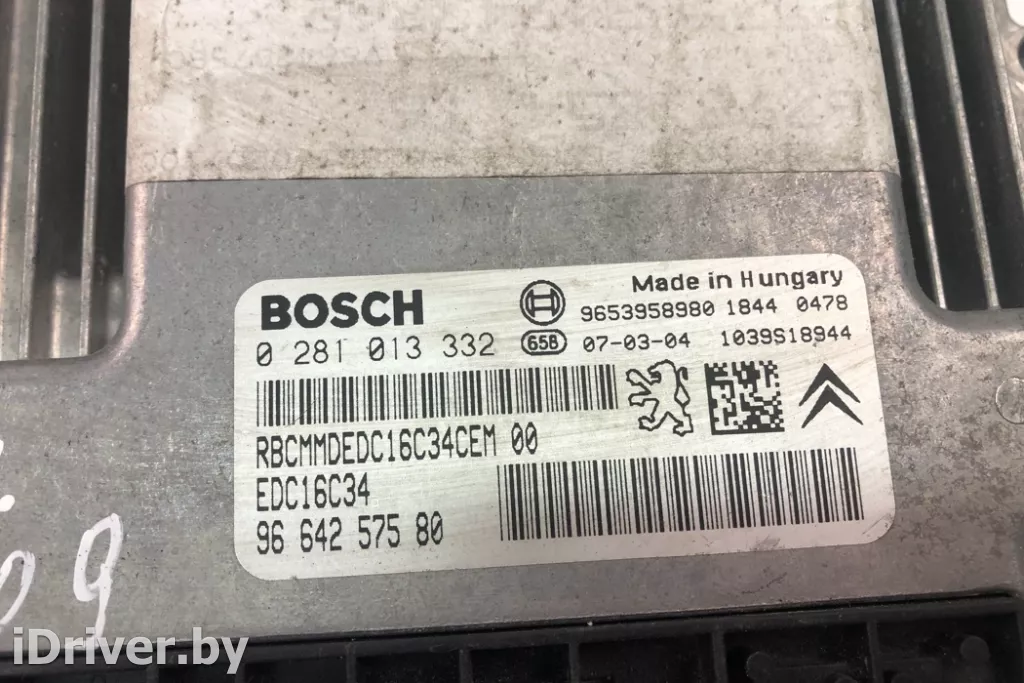 BOSCH
Made in Hungary
9653958980 1844 0478
0 281 013 332 658 07-03-04 1039S18944
RBCMMDEDC16C34CEM 00
EDC16C34
96 642 575 80
9
iDriver.by